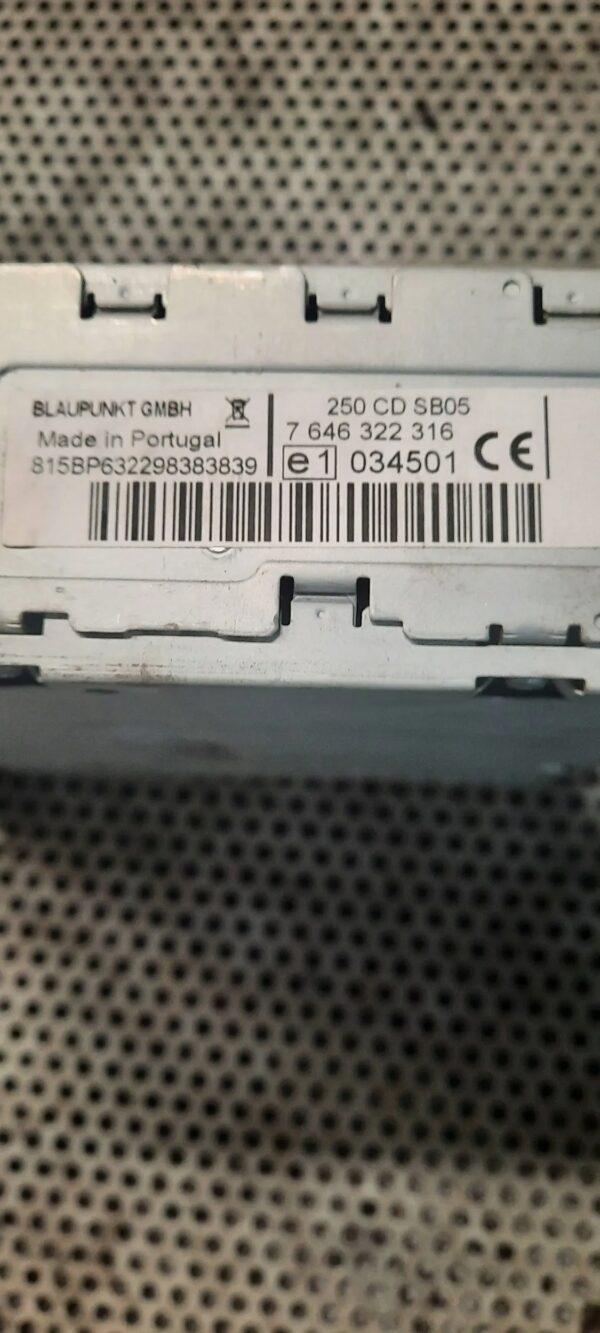 BLAUPUNKT GMBH
Made in Portugal
815BP632298383839
250 CD SB05
7 646 322 316
e1 034501 CE